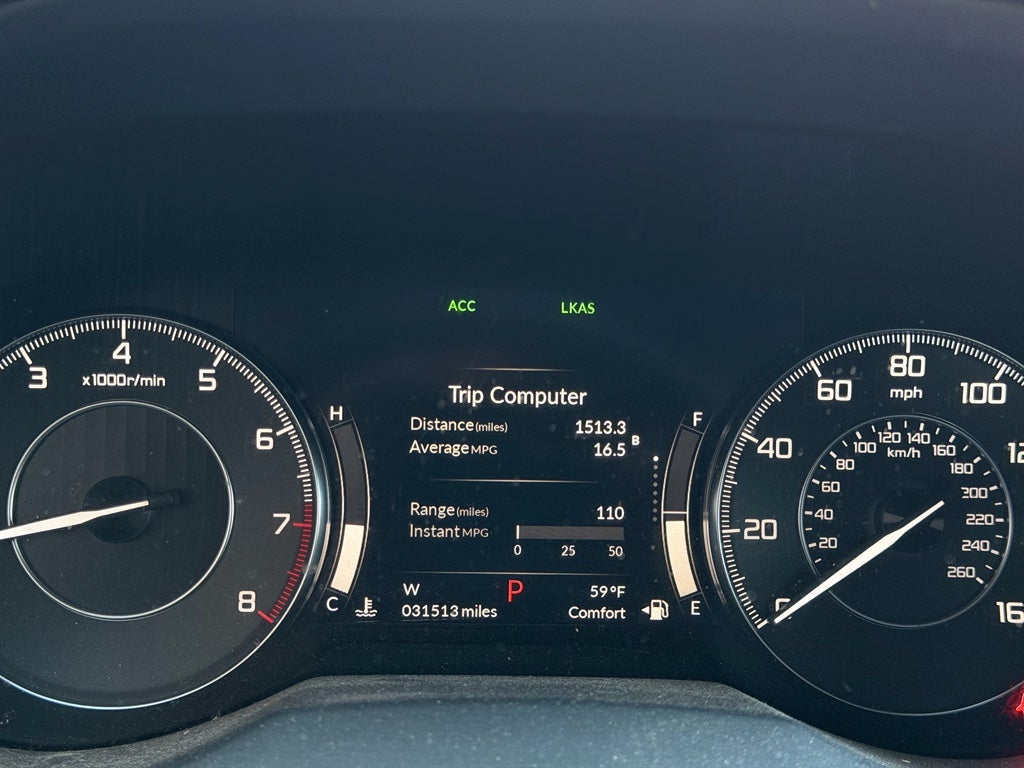 ACC LKAS
3 4 5 6 7 8
x1000r/min
H
C
Trip Computer
Distance(miles) 1513.3
Average MPG 16.5 B
Range(miles) 110
Instant MPG
0 25 50
W P 59°F
031513 miles Comfort
F
E
20 40 60 80 100
mph
20 40 60 80 100 120 140 160 180 200 220 240 260
km/h